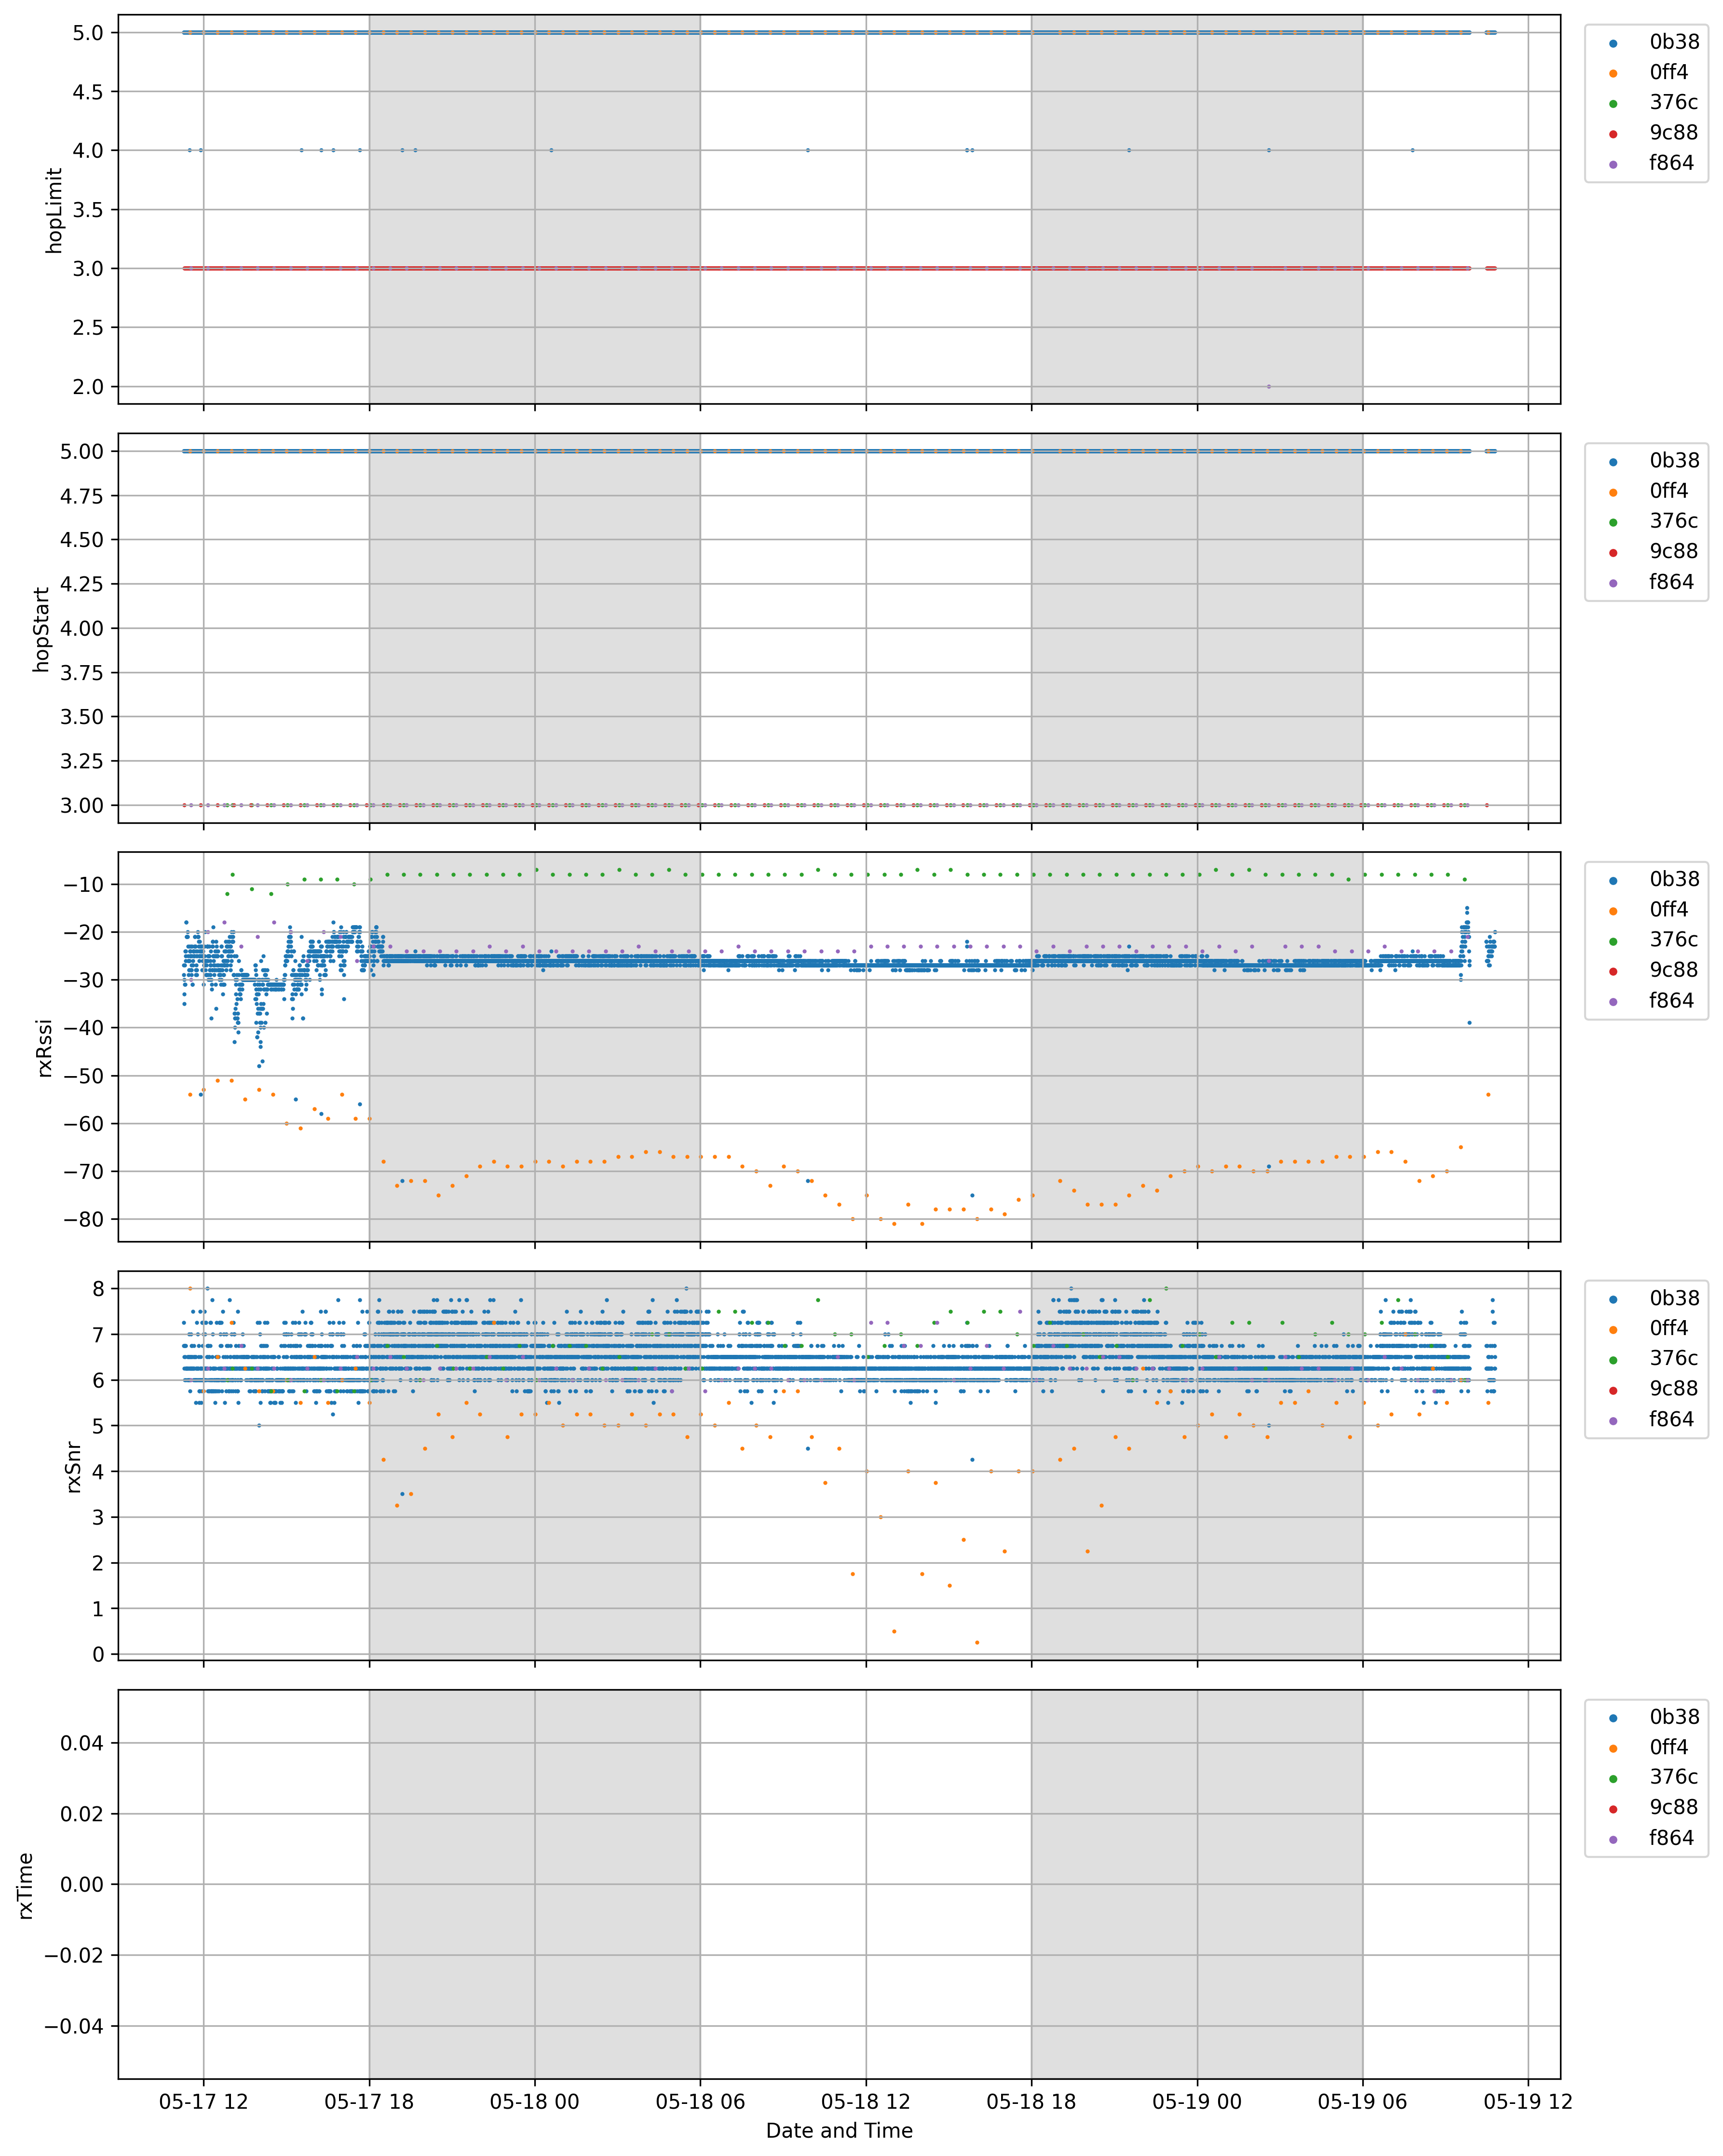 5.0
4.5
4.0
3.5
3.0
2.5
2.0
hopLimit
0b38
0ff4
376c
9c88
f864
5.00
4.75
4.50
4.25
4.00
3.75
3.50
3.25
3.00
hopStart
0b38
0ff4
376c
9c88
f864
−10
−20
−30
−40
−50
−60
−70
−80
rxRssi
0b38
0ff4
376c
9c88
f864
8
7
6
5
4
3
2
1
0
rxSnr
0b38
0ff4
376c
9c88
f864
0.04
0.02
0.00
−0.02
−0.04
rxTime
0b38
0ff4
376c
9c88
f864
05-17 12 05-17 18 05-18 00 05-18 06 05-18 12 05-18 18 05-19 00 05-19 06 05-19 12
Date and Time